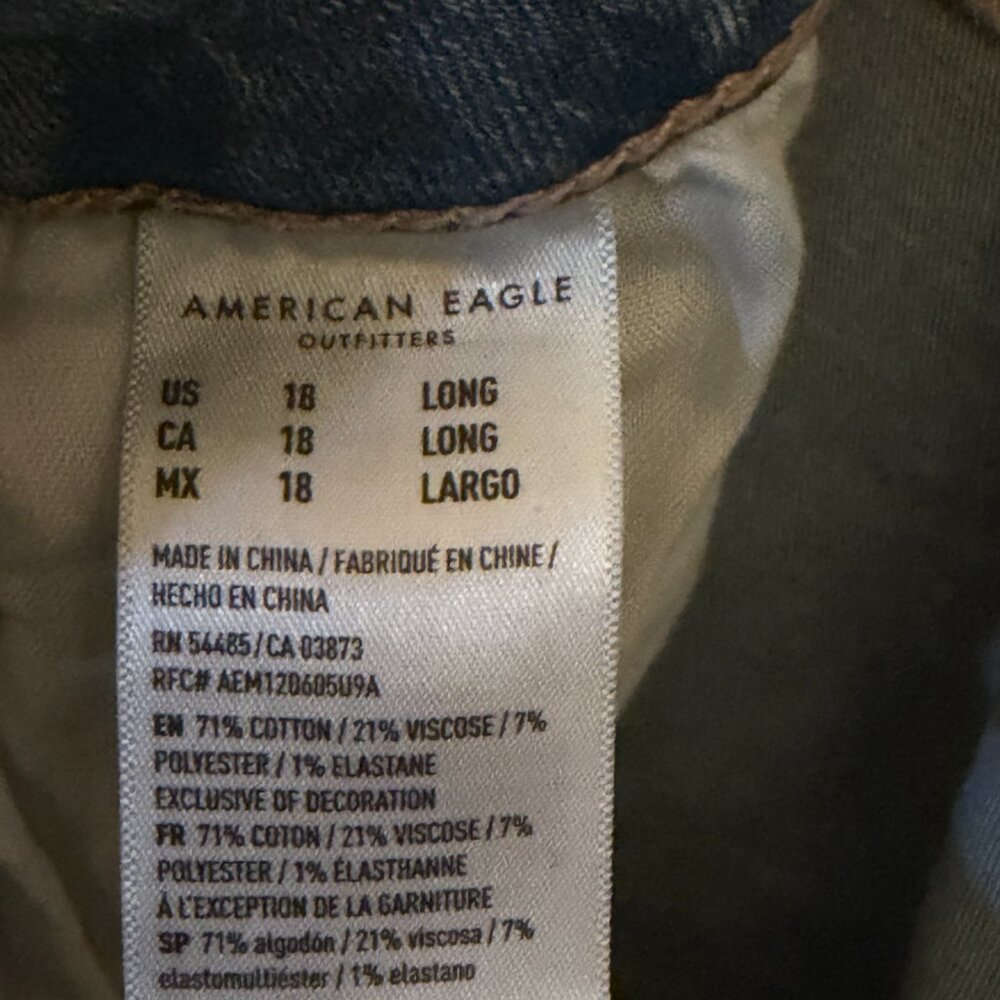 AMERICAN EAGLE
OUTFITTERS
US 18 LONG
CA 18 LONG
MX 18 LARGO
MADE IN CHINA / FABRIQUÉ EN CHINE /
HECHO EN CHINA
RN 54485 / CA 03873
RFC# AEM120605U9A
EN 71% COTTON / 21% VISCOSE / 7%
POLYESTER / 1% ELASTANE
EXCLUSIVE OF DECORATION
FR 71% COTON / 21% VISCOSE / 7%
POLYESTER / 1% ÉLASTHANNE
À L'EXCEPTION DE LA GARNITURE
SP 71% algodón / 21% viscosa / 7%
elastomultiéster / 1% elastano